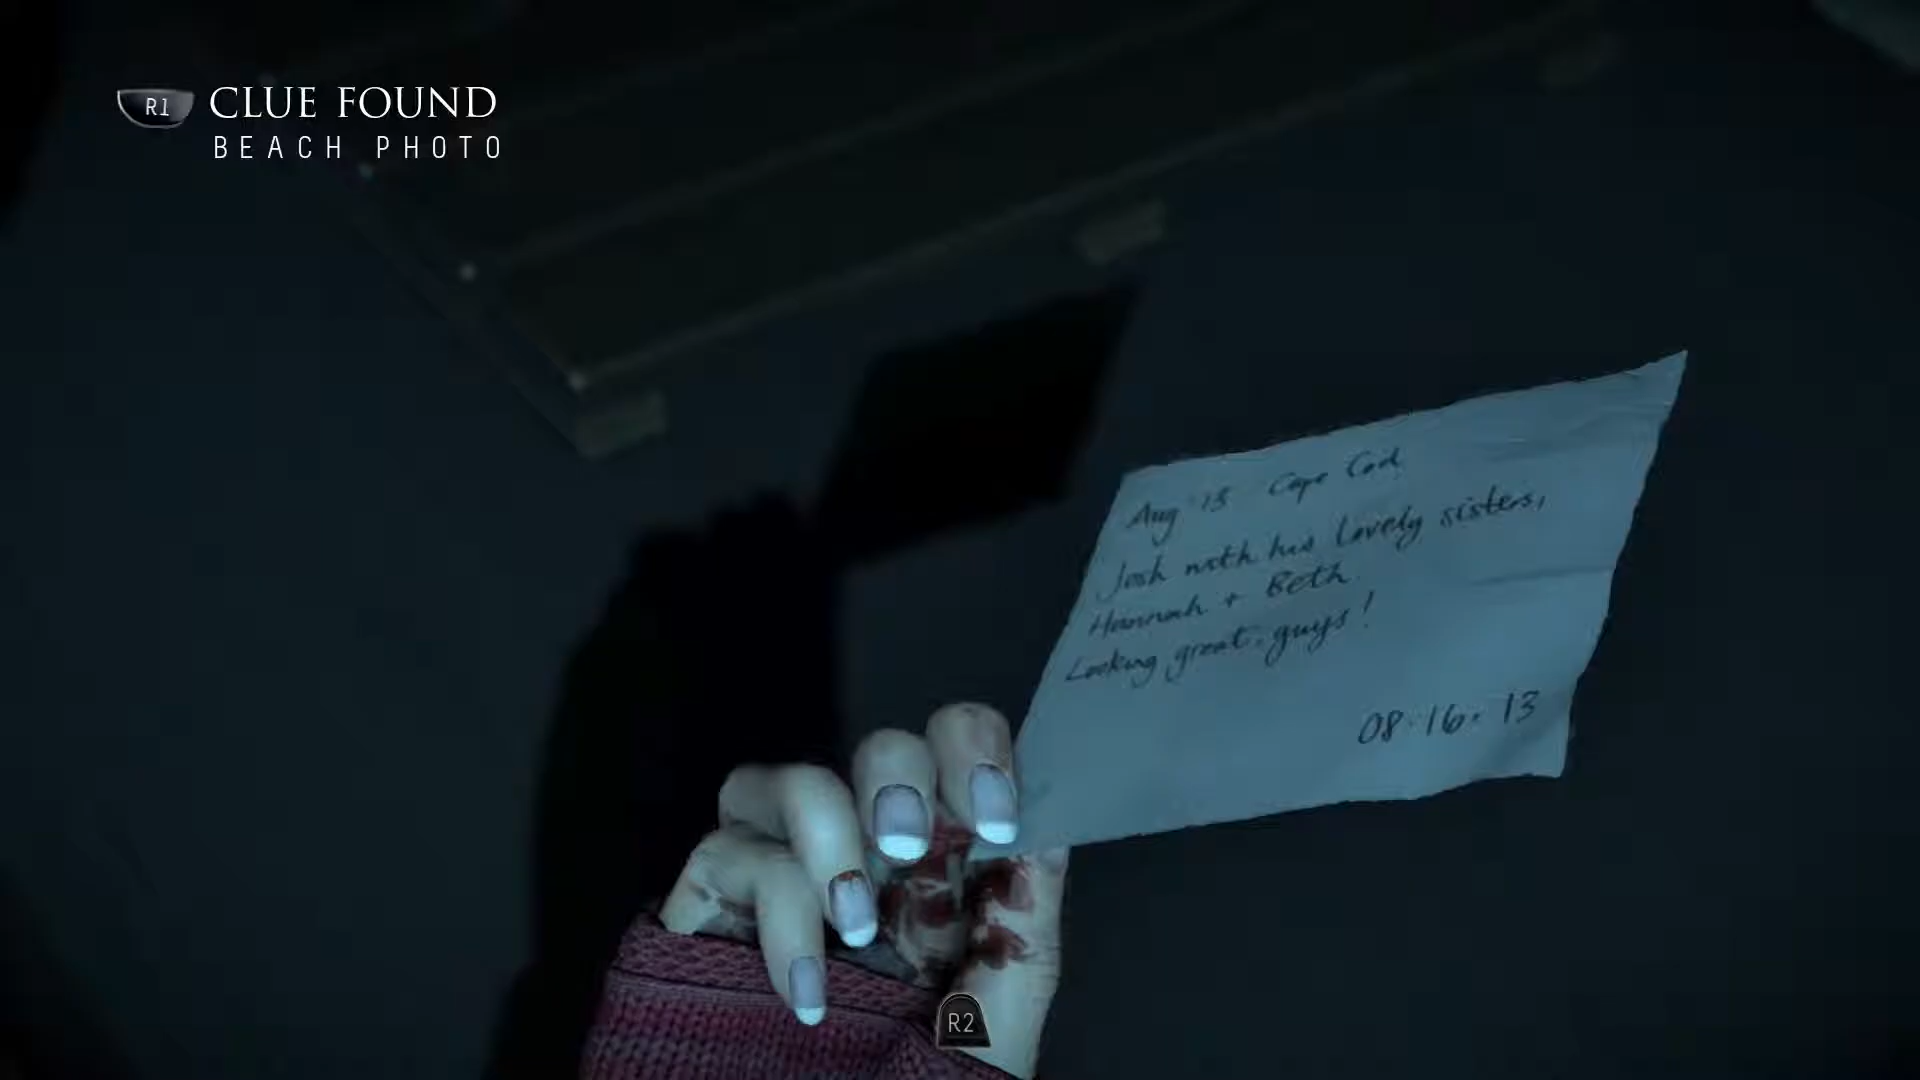 R1 CLUE FOUND
BEACH PHOTO
Aug '13 Cape Cod
Josh with his lovely sisters,
Hannah + Beth.
Looking great, guys!
08.16.13
R2